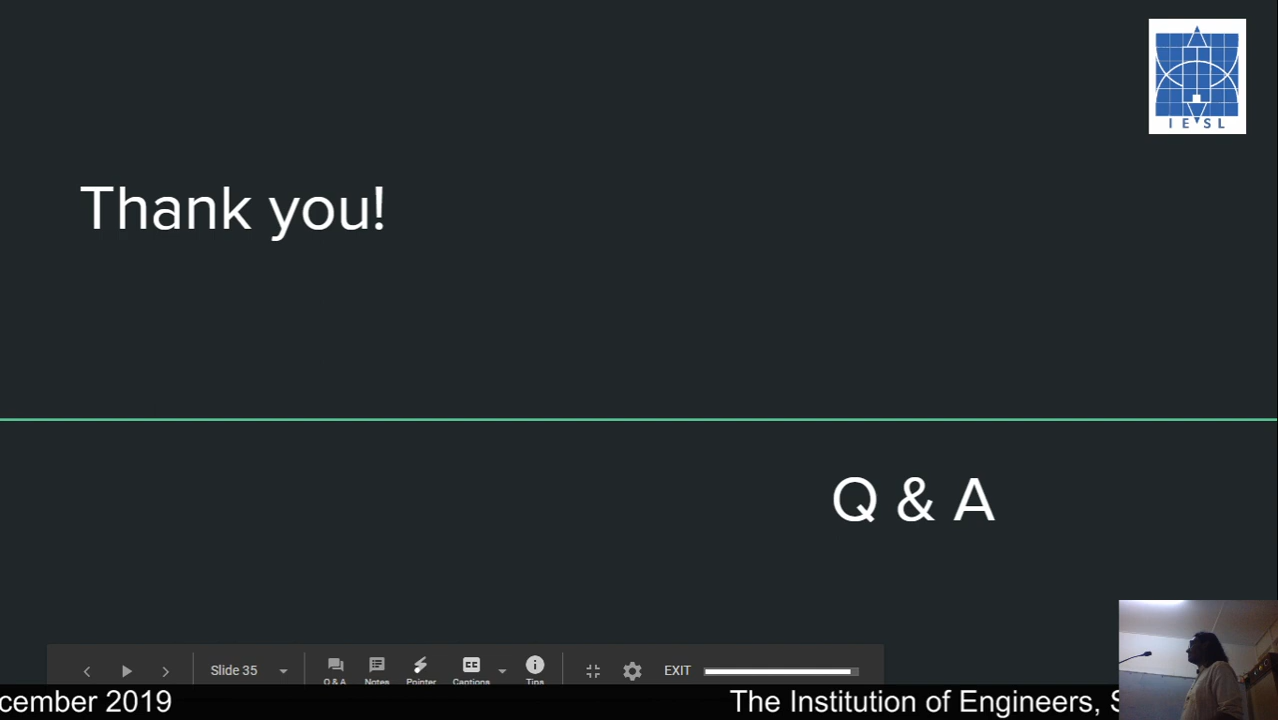 I E S L
Thank you!
Q & A
Slide 35
Q & A
Notes
Pointer
Captions
Tips
EXIT
cember 2019
The Institution of Engineers, S